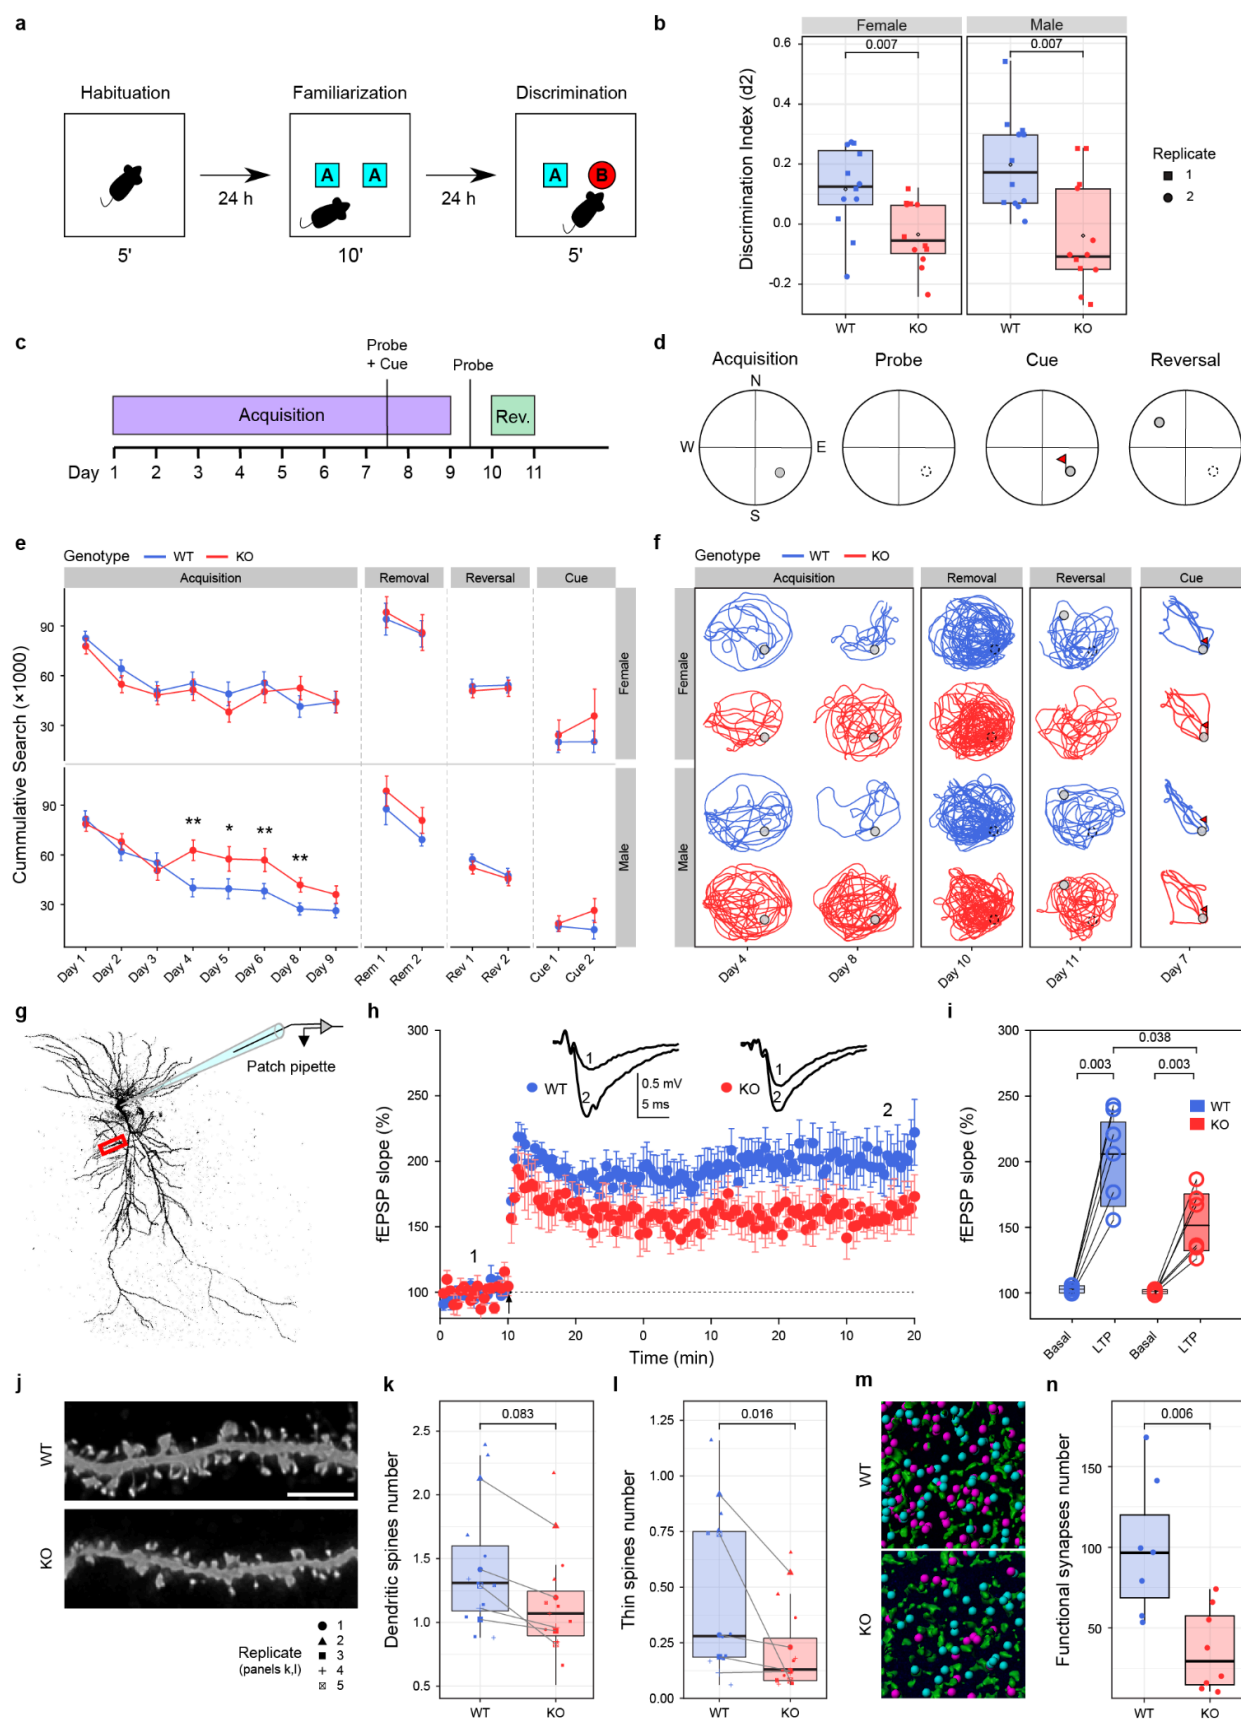 a
Habituation
Familiarization
Discrimination
A
A
A
B
24 h
24 h
5'
10'
5'
b
Female
Male
Discrimination Index (d2)
0.6
0.4
0.2
0.0
-0.2
0.007
0.007
WT
KO
WT
KO
Replicate
1
2
c
Probe
+ Cue
Probe
Acquisition
Rev.
Day
1 2 3 4 5 6 7 8 9 10 11
d
Acquisition
Probe
Cue
Reversal
N
W
E
S
e
Genotype WT KO
Acquisition
Removal
Reversal
Cue
Cummulative Search (×1000)
90
60
30
Female
90
60
30
** * ** **
Male
Day 1
Day 2
Day 3
Day 4
Day 5
Day 6
Day 8
Day 9
Rem 1
Rem 2
Rev 1
Rev 2
Cue 1
Cue 2
f
Genotype WT KO
Acquisition
Removal
Reversal
Cue
Female
Male
Day 4
Day 8
Day 10
Day 11
Day 7
g
Patch pipette
h
fEPSP slope (%)
300
250
200
150
100
1
2
0.5 mV
5 ms
1
2
WT
KO
1
2
0 10 20 0 5 10 20 10 20
Time (min)
i
fEPSP slope (%)
300
250
200
150
100
0.038
0.003
0.003
WT
KO
Basal
LTP
Basal
LTP
j
WT
KO
Replicate
(panels k,l)
1
2
3
4
5
k
Dendritic spines number
2.5
2.0
1.5
1.0
0.5
0.083
WT
KO
l
Thin spines number
1.25
1.00
0.75
0.50
0.25
0.00
0.016
WT
KO
m
WT
KO
n
Functional synapses number
150
100
50
0.006
WT
KO